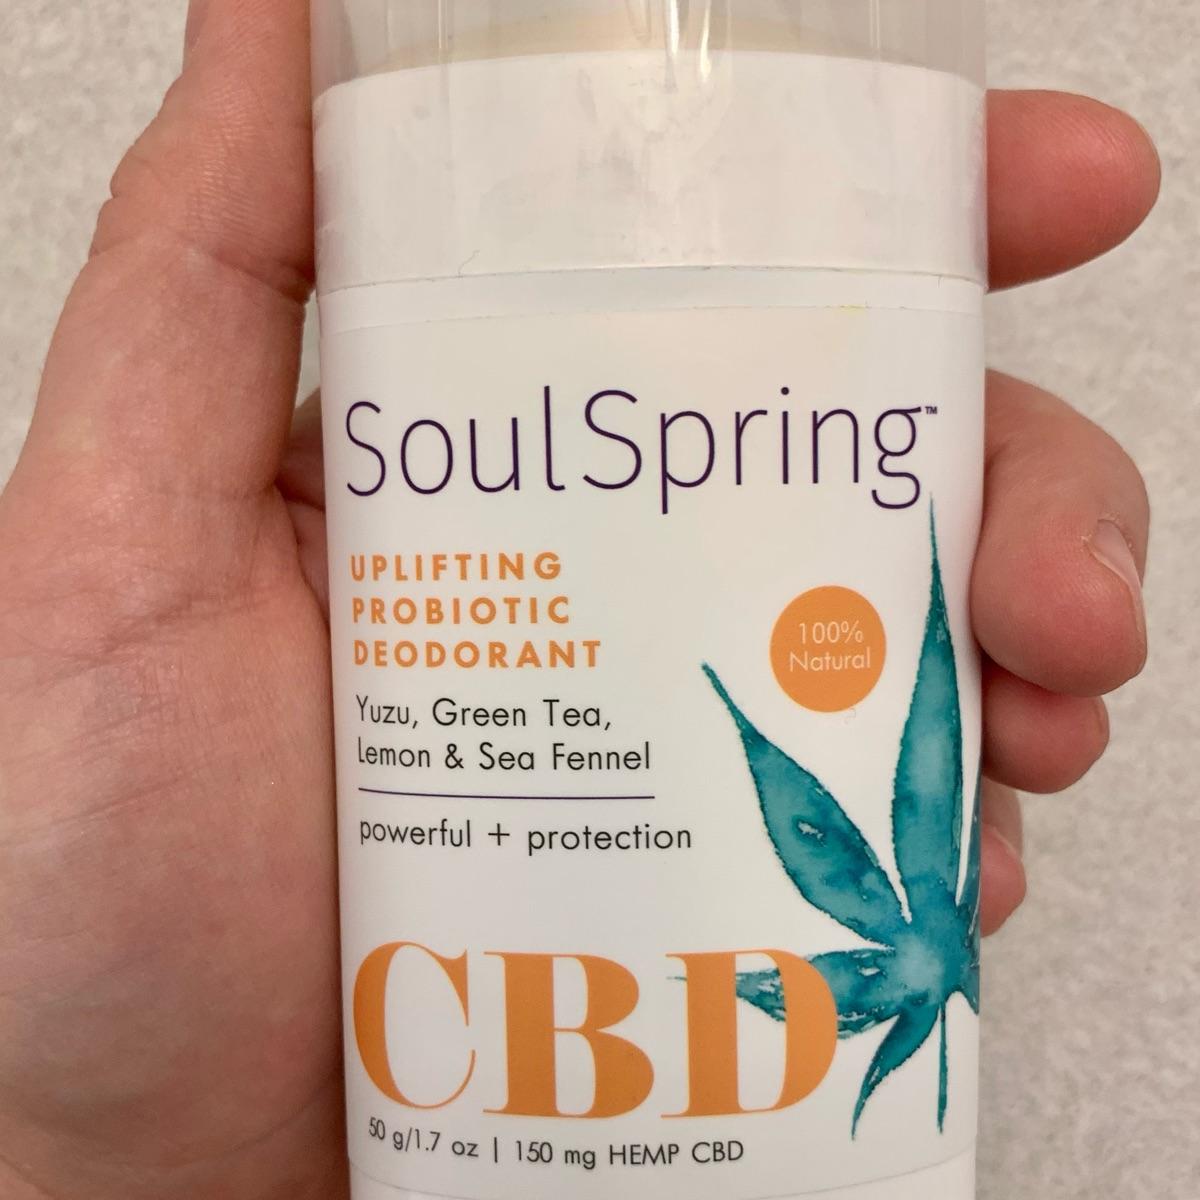 SoulSpring™
UPLIFTING
PROBIOTIC
DEODORANT
100%
Natural
Yuzu, Green Tea,
Lemon & Sea Fennel
powerful + protection
CBD
50 g/1.7 oz | 150 mg HEMP CBD